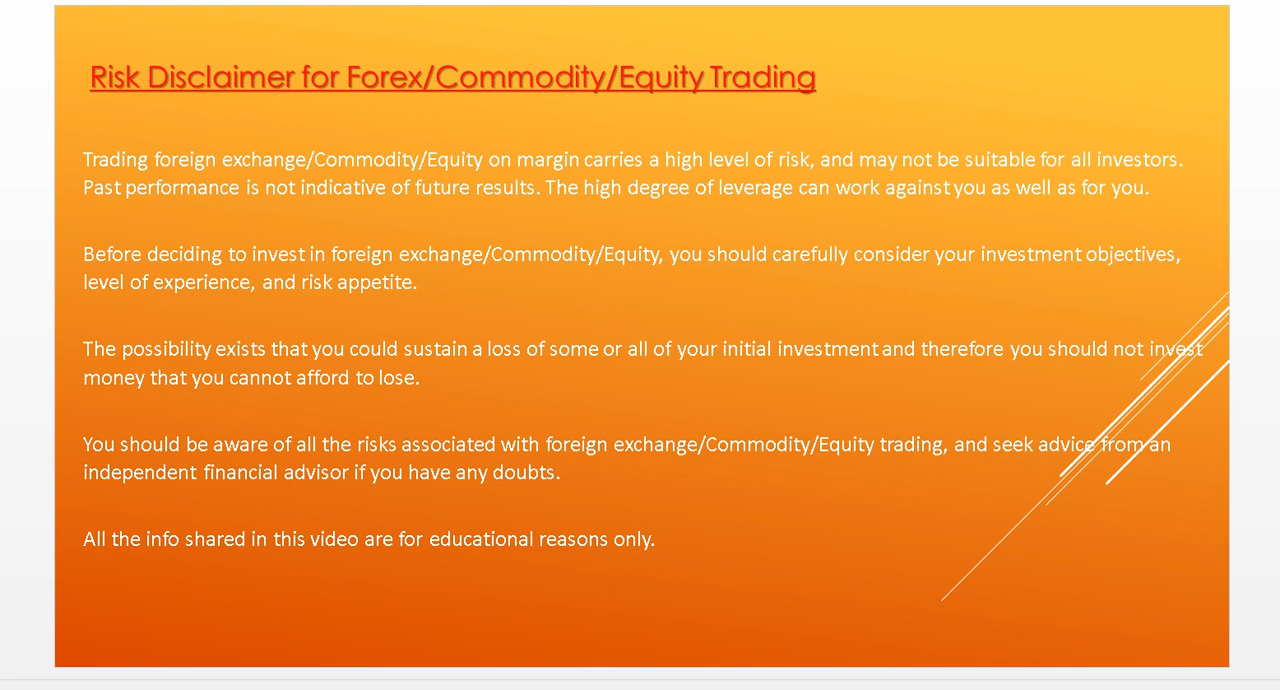 Risk Disclaimer for Forex/Commodity/Equity Trading
Trading foreign exchange/Commodity/Equity on margin carries a high level of risk, and may not be suitable for all investors.
Past performance is not indicative of future results. The high degree of leverage can work against you as well as for you.
Before deciding to invest in foreign exchange/Commodity/Equity, you should carefully consider your investment objectives,
level of experience, and risk appetite.
The possibility exists that you could sustain a loss of some or all of your initial investment and therefore you should not invest
money that you cannot afford to lose.
You should be aware of all the risks associated with foreign exchange/Commodity/Equity trading, and seek advice from an
independent financial advisor if you have any doubts.
All the info shared in this video are for educational reasons only.